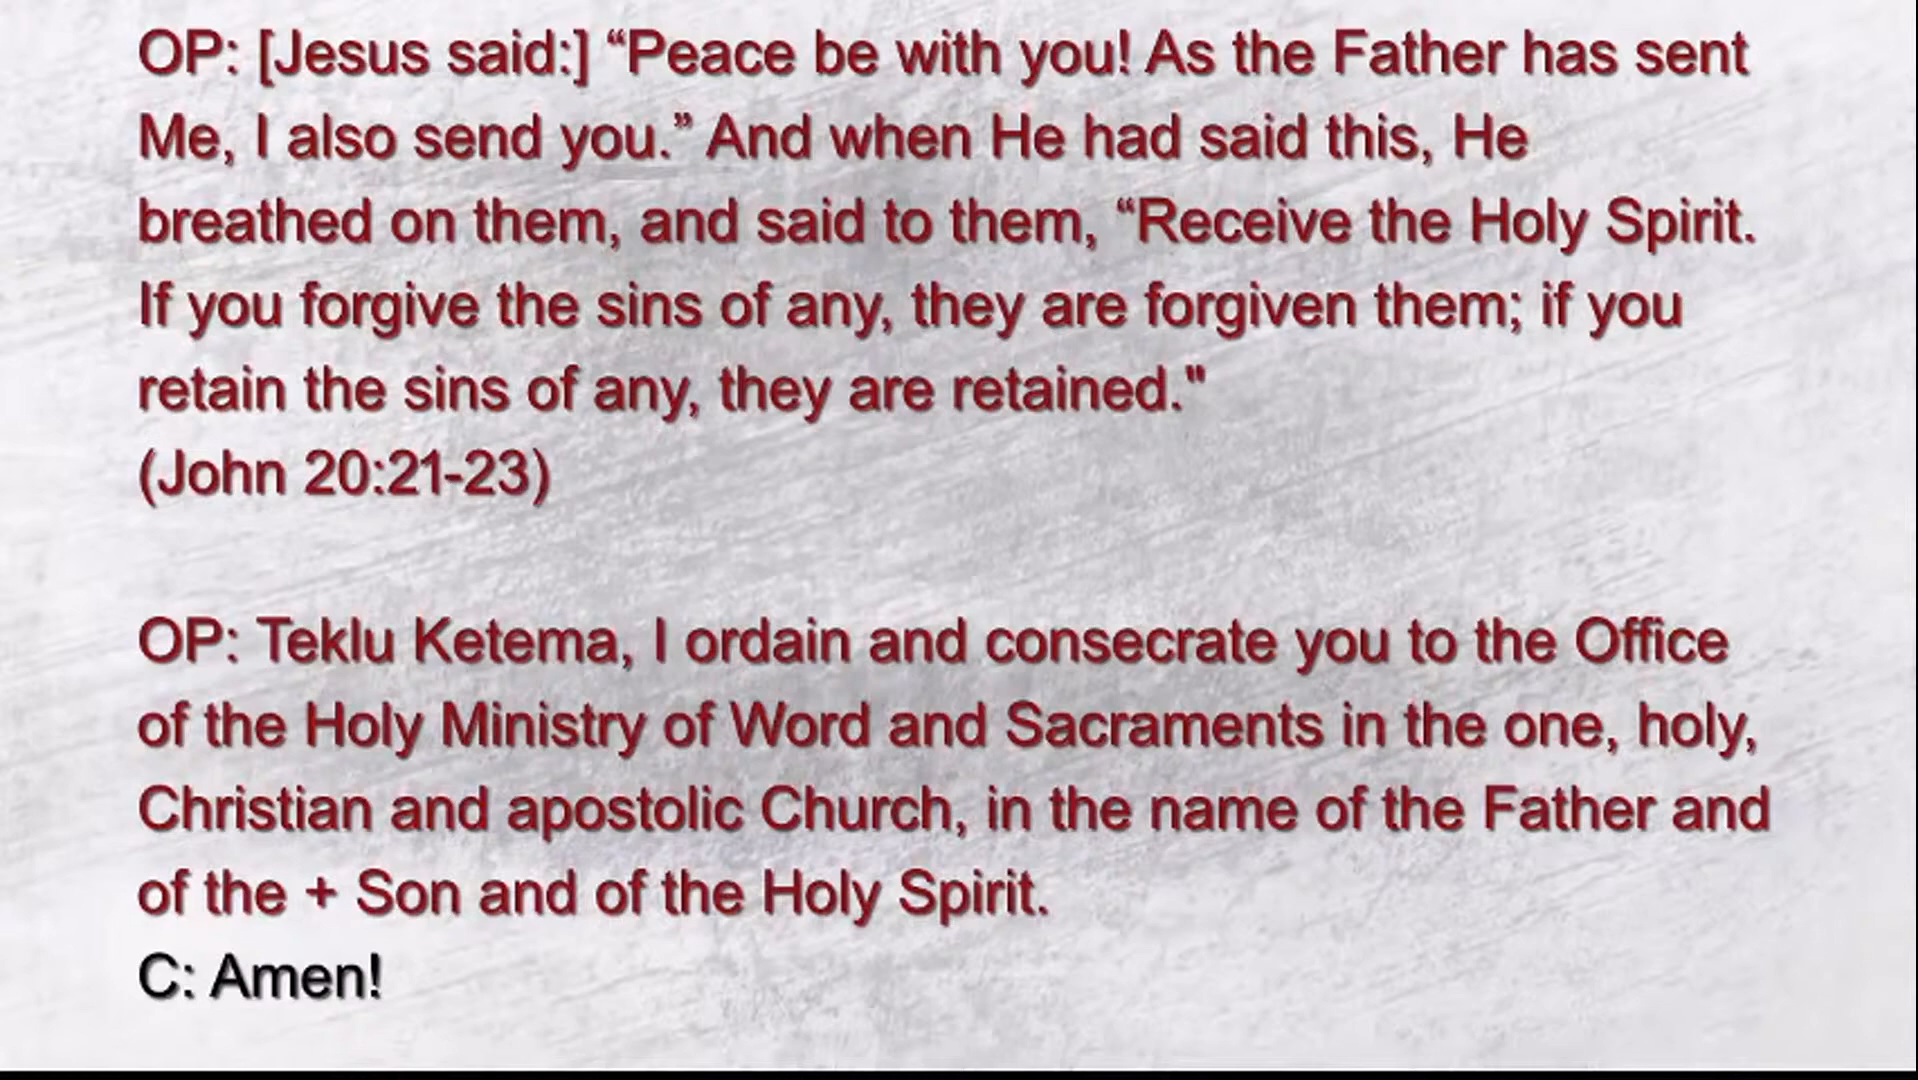 OP: [Jesus said:] “Peace be with you! As the Father has sent
Me, I also send you.” And when He had said this, He
breathed on them, and said to them, “Receive the Holy Spirit.
If you forgive the sins of any, they are forgiven them; if you
retain the sins of any, they are retained."
(John 20:21-23)
OP: Teklu Ketema, I ordain and consecrate you to the Office
of the Holy Ministry of Word and Sacraments in the one, holy,
Christian and apostolic Church, in the name of the Father and
of the + Son and of the Holy Spirit.
C: Amen!